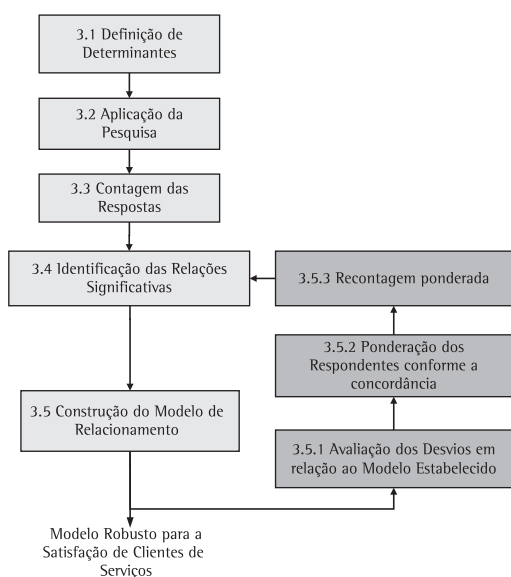 3.1 Definição de
Determinantes
3.2 Aplicação da
Pesquisa
3.3 Contagem das
Respostas
3.4 Identificação das Relações
Significativas
3.5 Construção do Modelo de
Relacionamento
3.5.3 Recontagem ponderada
3.5.2 Ponderação dos
Respondentes conforme a
concordância
3.5.1 Avaliação dos Desvios em
relação ao Modelo Estabelecido
Modelo Robusto para a
Satisfação de Clientes de
Serviços